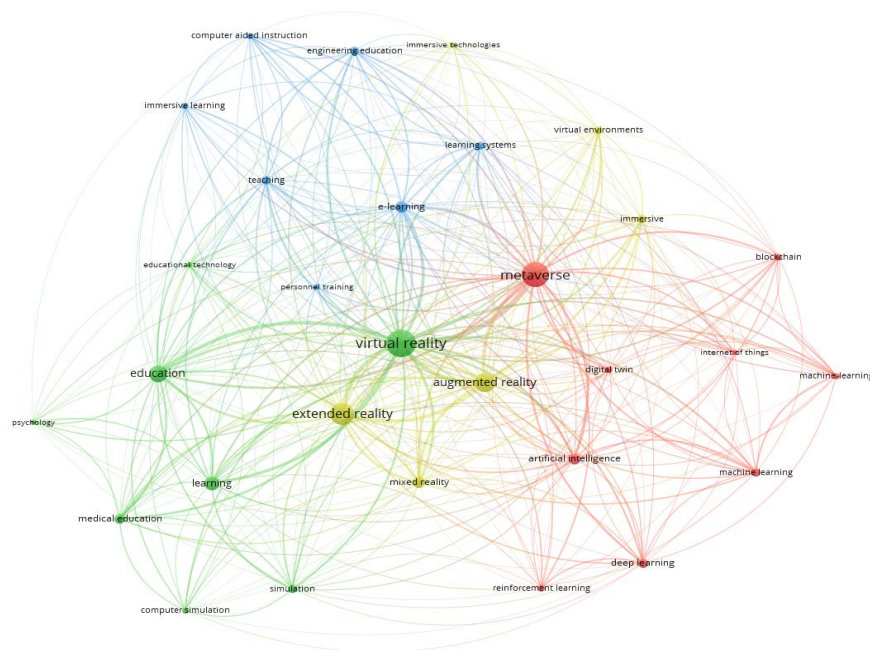 computer aided instruction
engineering education
immersive technologies
immersive learning
virtual environments
learning systems
teaching
e-learning
immersive
educational technology
blockchain
metaverse
personnel training
virtual reality
internet of things
education
digital twin
machine learning
augmented reality
extended reality
psychology
artificial intelligence
machine learning
learning
mixed reality
medical education
deep learning
simulation
reinforcement learning
computer simulation